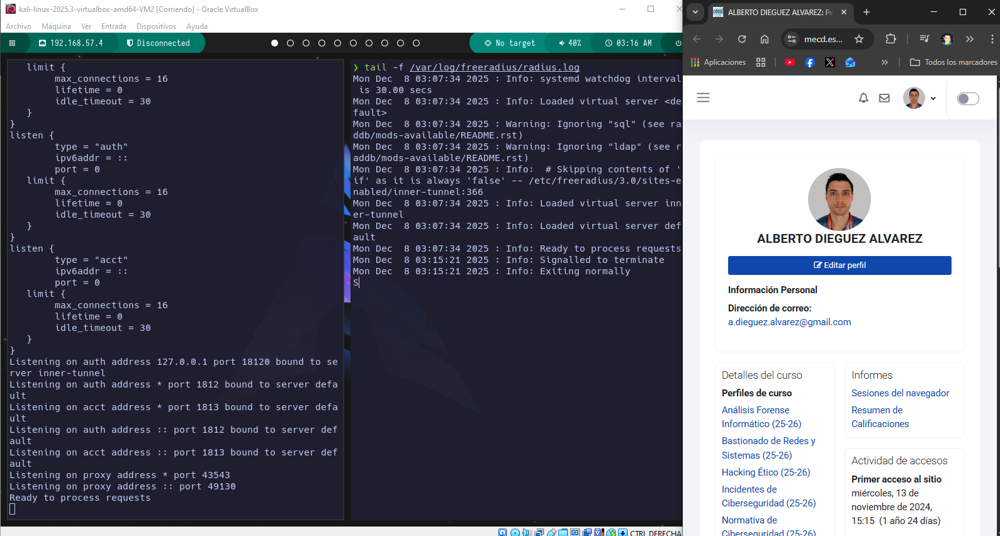 kali-linux-2025.3-virtualbox-amd64-VM2 [Corriendo] - Oracle VirtualBox
Archivo Máquina Ver Entrada Dispositivos Ayuda
192.168.57.4 Disconnected No target 40% 03:16 AM
limit {
max_connections = 16
lifetime = 0
idle_timeout = 30
}
}
listen {
type = "auth"
ipv6addr = ::
port = 0
limit {
max_connections = 16
lifetime = 0
idle_timeout = 30
}
}
listen {
type = "acct"
ipv6addr = ::
port = 0
limit {
max_connections = 16
lifetime = 0
idle_timeout = 30
}
}
Listening on auth address 127.0.0.1 port 18120 bound to se
rver inner-tunnel
Listening on auth address * port 1812 bound to server defa
ult
Listening on acct address * port 1813 bound to server defa
ult
Listening on auth address :: port 1812 bound to server def
ault
Listening on acct address :: port 1813 bound to server def
ault
Listening on proxy address * port 43543
Listening on proxy address :: port 49130
Ready to process requests
❯ tail -f /var/log/freeradius/radius.log
Mon Dec  8 03:07:34 2025 : Info: systemd watchdog interval
is 30.00 secs
Mon Dec  8 03:07:34 2025 : Info: Loaded virtual server <de
fault>
Mon Dec  8 03:07:34 2025 : Warning: Ignoring "sql" (see ra
ddb/mods-available/README.rst)
Mon Dec  8 03:07:34 2025 : Warning: Ignoring "ldap" (see r
addb/mods-available/README.rst)
Mon Dec  8 03:07:34 2025 : Info:  # Skipping contents of '
if' as it is always 'false' -- /etc/freeradius/3.0/sites-e
nabled/inner-tunnel:366
Mon Dec  8 03:07:34 2025 : Info: Loaded virtual server inn
er-tunnel
Mon Dec  8 03:07:34 2025 : Info: Loaded virtual server def
ault
Mon Dec  8 03:07:34 2025 : Info: Ready to process requests
Mon Dec  8 03:15:21 2025 : Info: Signalled to terminate
Mon Dec  8 03:15:21 2025 : Info: Exiting normally
S
CTRL DERECHA
ALBERTO DIEGUEZ ALVAREZ: Pe
mecd.es...
Aplicaciones
Todos los marcadores
ALBERTO DIEGUEZ ALVAREZ
Editar perfil
Información Personal
Dirección de correo:
a.dieguez.alvarez@gmail.com
Detalles del curso
Perfiles de curso
Análisis Forense
Informático (25-26)
Bastionado de Redes y
Sistemas (25-26)
Hacking Ético (25-26)
Incidentes de
Ciberseguridad (25-26)
Normativa de
Ciberseguridad (25-26)
Informes
Sesiones del navegador
Resumen de
Calificaciones
Actividad de accesos
Primer acceso al sitio
miércoles, 13 de
noviembre de 2024,
15:15 (1 año 24 días)